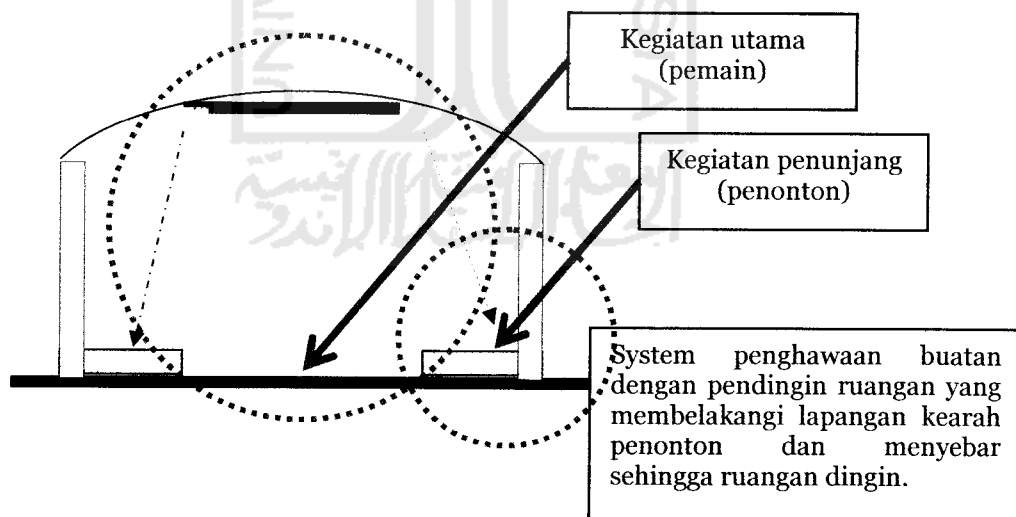 Kegiatan utama
(pemain)
Kegiatan penunjang
(penonton)
System penghawaan buatan
dengan pendingin ruangan yang
membelakangi lapangan kearah
penonton dan menyebar
sehingga ruangan dingin.